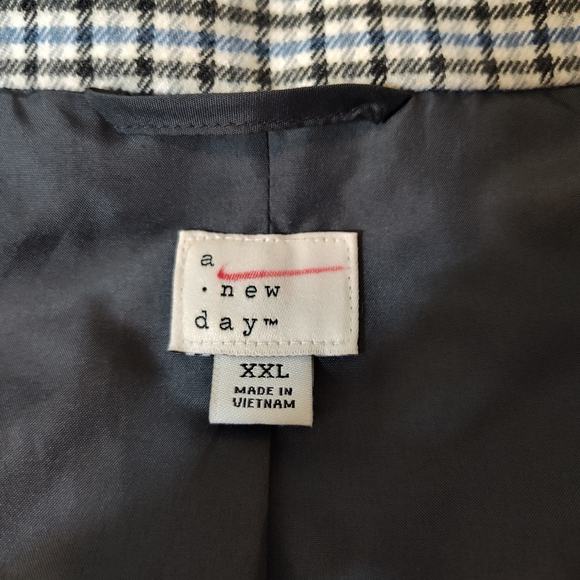 a
· new
day™
XXL
MADE IN
VIETNAM